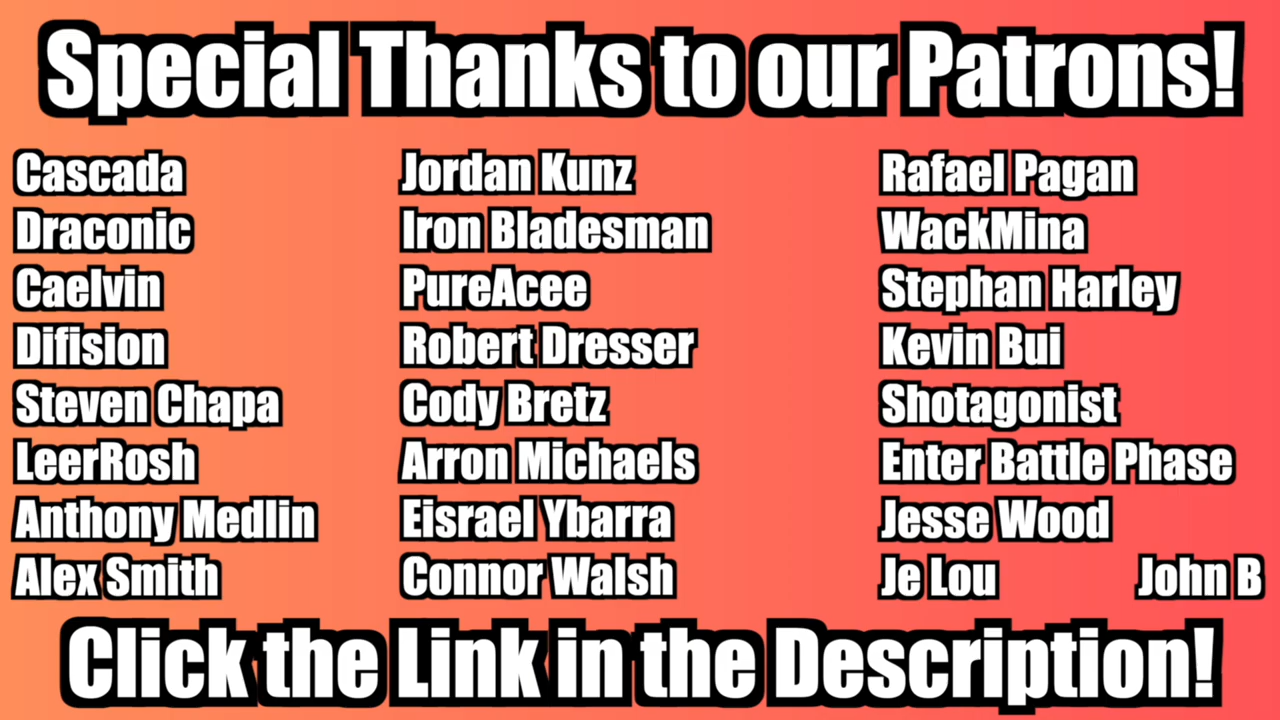 Special Thanks to our Patrons!
Cascada
Draconic
Caelvin
Difision
Steven Chapa
LeerRosh
Anthony Medlin
Alex Smith
Jordan Kunz
Iron Bladesman
PureAcee
Robert Dresser
Cody Bretz
Arron Michaels
Eisrael Ybarra
Connor Walsh
Rafael Pagan
WackMina
Stephan Harley
Kevin Bui
Shotagonist
Enter Battle Phase
Jesse Wood
Je Lou
John B
Click the Link in the Description!